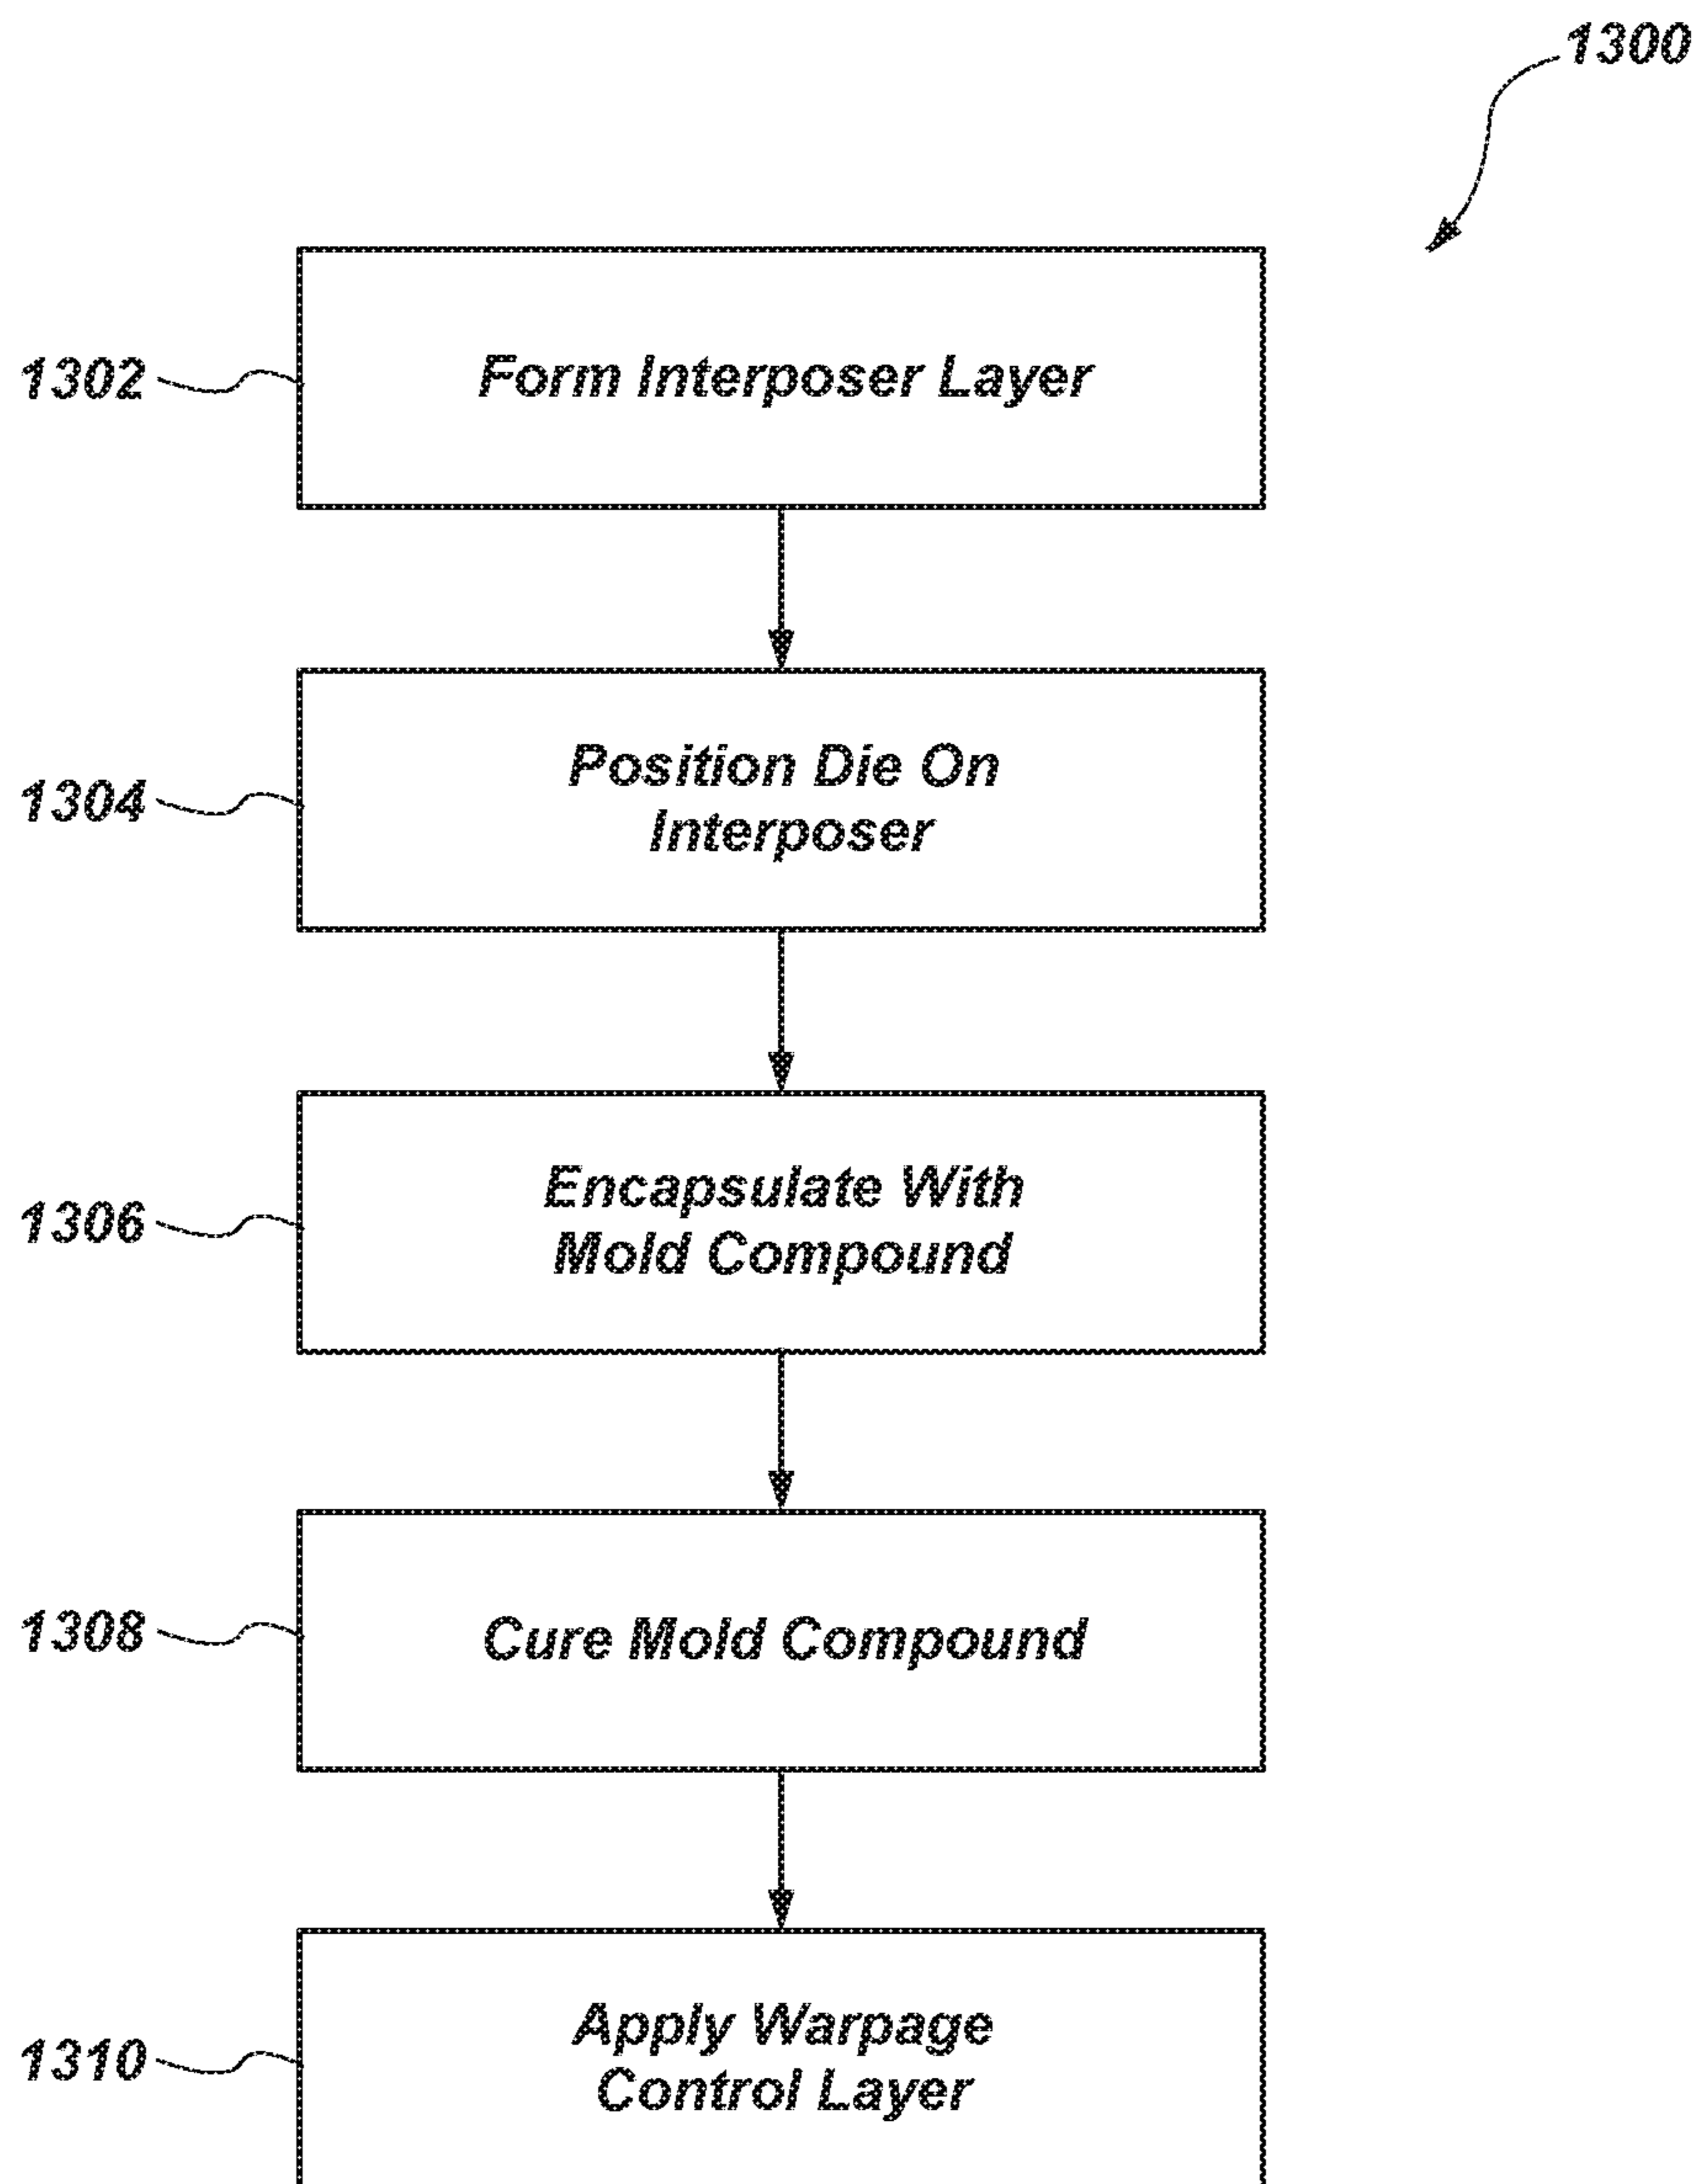 1300
1302
Form Interposer Layer
1304
Position Die On
Interposer
1306
Encapsulate With
Mold Compound
1308
Cure Mold Compound
1310
Apply Warpage
Control Layer